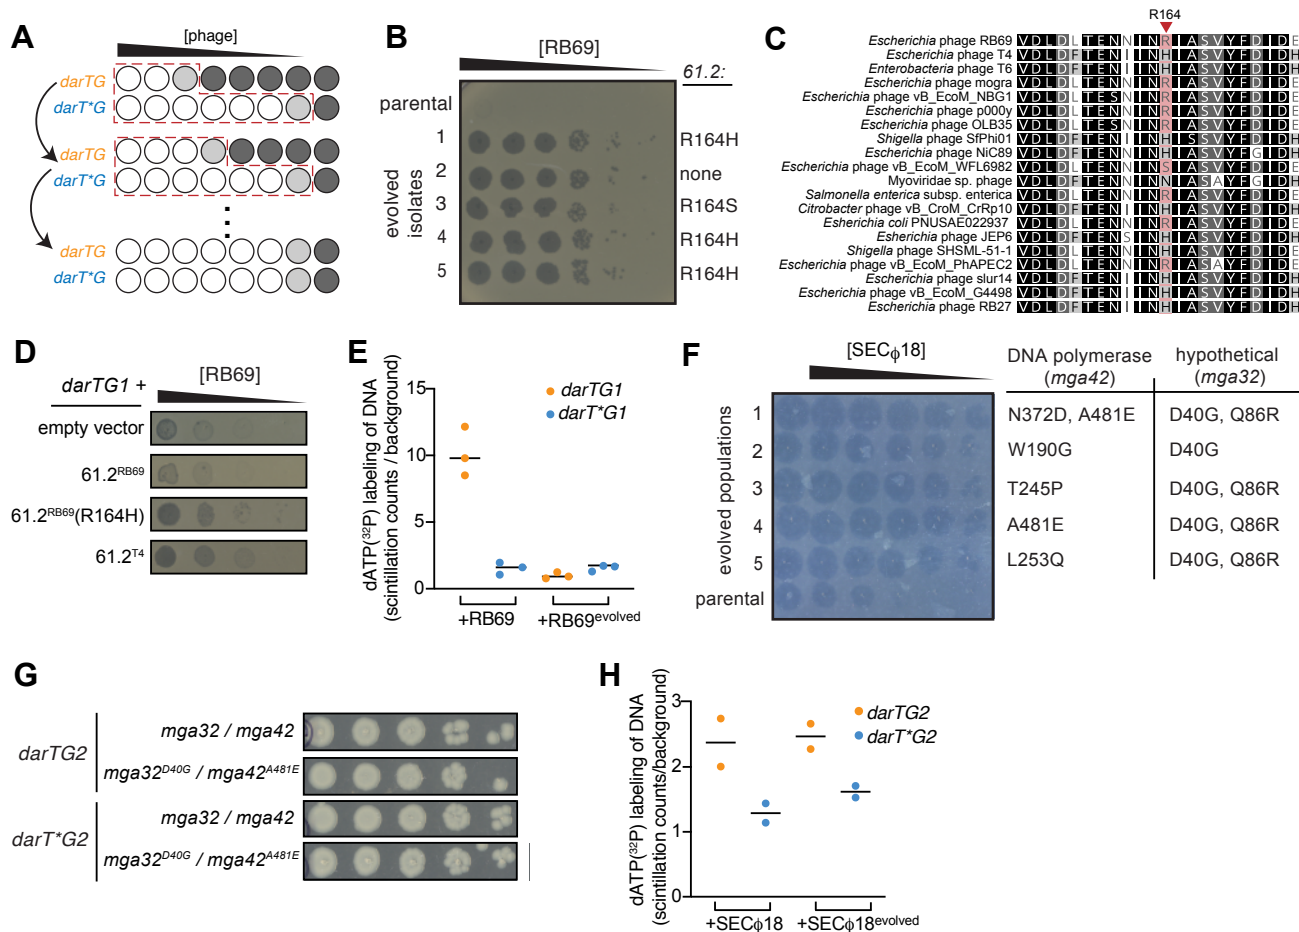 A
[phage]
darTG
darT*G
darTG
darT*G
darTG
darT*G
B
[RB69]
61.2:
parental
evolved isolates
1 R164H
2 none
3 R164S
4 R164H
5 R164H
C
R164
Escherichia phage RB69 VDLDLTENNINRIASVYFDIDE
Escherichia phage T4 VDLDFTENIINHIASVYFDIDH
Enterobacteria phage T6 VDLDFTENIINHIASVYFDIDH
Escherichia phage mogra VDLDLTENNINRIASVYFDIDE
Escherichia phage vB_EcoM_NBG1 VDLDLTESNINRIASVYFDIDE
Escherichia phage p000y VDLDLTENNINRIASVYFDIDE
Escherichia phage OLB35 VDLDLTESNINRIASVYFDIDE
Shigella phage SfPhi01
Escherichia phage NiC89
Escherichia phage vB_EcoM_WFL6982
Myoviridae sp. phage
Salmonella enterica subsp. enterica
Citrobacter phage vB_CroM_CrRp10
Esherichia coli PNUSAE022937
Esherichia phage JEP6
Shigella phage SHSML-51-1
Escherichia phage vB_EcoM_PhAPEC2
Escherichia phage slur14
Escherichia phage vB_EcoM_G4498
Escherichia phage RB27
D
darTG1 +
[RB69]
empty vector
61.2RB69
61.2RB69(R164H)
61.2T4
E
dATP(32P) labeling of DNA
(scintillation counts / background)
15
10
5
0
darTG1
darT*G1
+RB69
+RB69evolved
F
[SECϕ18]
DNA polymerase (mga42)
hypothetical (mga32)
evolved populations
1 N372D, A481E D40G, Q86R
2 W190G D40G
3 T245P D40G, Q86R
4 A481E D40G, Q86R
5 L253Q D40G, Q86R
parental
G
darTG2
mga32 / mga42
mga32D40G / mga42A481E
darT*G2
mga32 / mga42
mga32D40G / mga42A481E
H
dATP(32P) labeling of DNA
(scintillation counts/background)
3
2
1
0
darTG2
darT*G2
+SECϕ18
+SECϕ18evolved